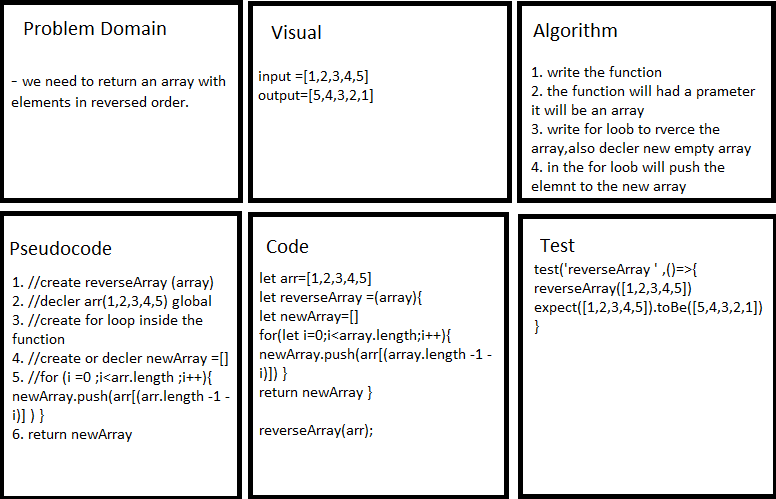 Problem Domain
- we need to return an array with
elements in reversed order.
Visual
input =[1,2,3,4,5]
output=[5,4,3,2,1]
Algorithm
1. write the function
2. the function will had a prameter
it will be an array
3. write for loob to rverce the
array,also decler new empty array
4. in the for loob will push the
elemnt to the new array
Pseudocode
1. //create reverseArray (array)
2. //decler arr(1,2,3,4,5) global
3. //create for loop inside the
function
4. //create or decler newArray =[]
5. //for (i =0 ;i<arr.length ;i++){
newArray.push(arr[(arr.length -1 -
i)] ) }
6. return newArray
Code
let arr=[1,2,3,4,5]
let reverseArray =(array){
let newArray=[]
for(let i=0;i<array.length;i++){
newArray.push(arr[(array.length -1 -
i)]) }
return newArray }
reverseArray(arr);
Test
test('reverseArray ' ,()=>{
reverseArray([1,2,3,4,5])
expect([1,2,3,4,5]).toBe([5,4,3,2,1])
}